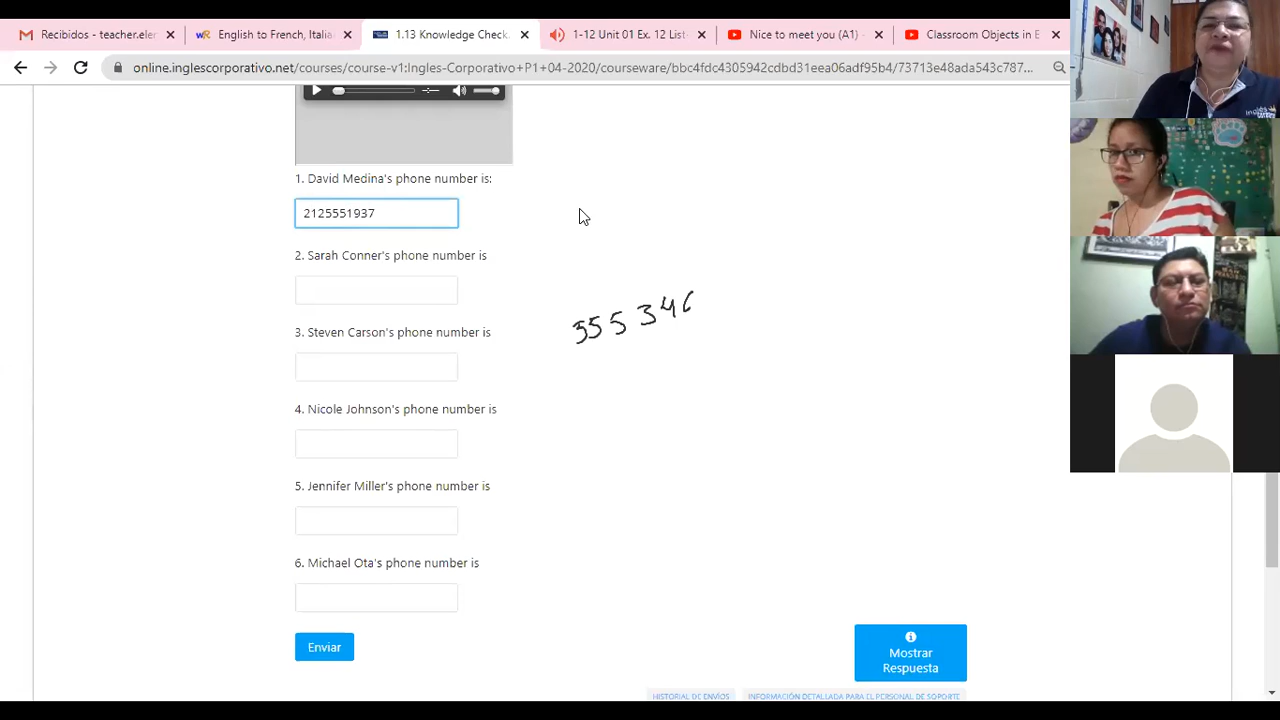 Recibidos - teacher.eler
English to French, Italia
1.13 Knowledge Check
1-12 Unit 01 Ex. 12 List
Nice to meet you (A1) -
Classroom Objects in E
online.inglescorporativo.net/courses/course-v1:Ingles-Corporativo+P1+04-2020/courseware/bbc4fdc4305942cdbd31eea06adf95b4/73713e48ada543c787...
1. David Medina's phone number is:
2125551937
2. Sarah Conner's phone number is
3. Steven Carson's phone number is
555 346
4. Nicole Johnson's phone number is
5. Jennifer Miller's phone number is
6. Michael Ota's phone number is
Enviar
Mostrar
Respuesta
HISTORIAL DE ENVÍOS
INFORMACIÓN DETALLADA PARA EL PERSONAL DE SOPORTE